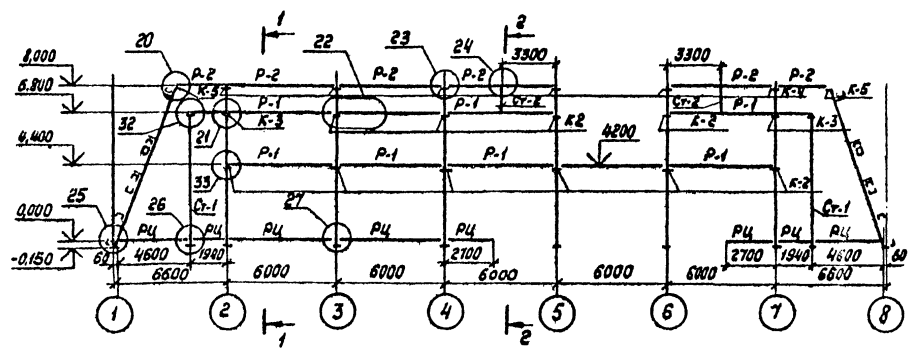 1 2
20 22 23 24
8,000 3300 3300
Р-2 Р-2 Р-2 Р-2 Р-2 Р-2
6.800 К-5 К-4 К-5
Р-1 Р-1 Ст-2 Ст-2 Р-1
32 21 К-3 К2 К-2 К-3
4,400 Р-1 Р-1 Р-1 4200 Р-1
33 К-2
25 26 Ст-1 27 Ст-1
0,000 РЦ РЦ РЦ РЦ РЦ РЦ РЦ
-0.150 60 4600 1940 2700 2700 1940 4600 60
6600 6000 6000 6000 6000 6000 6600
1 2 3 4 5 6 7 8
1 2